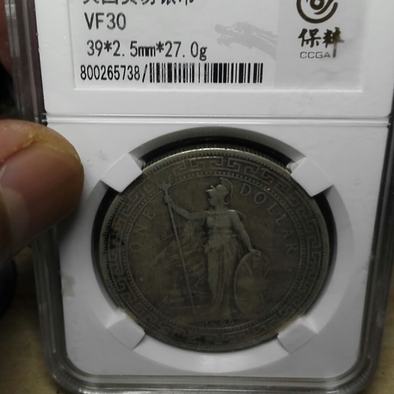 VF30
39*2.5mm*27.0g
800265738/
保粹
CCGA
ONE DOLLAR